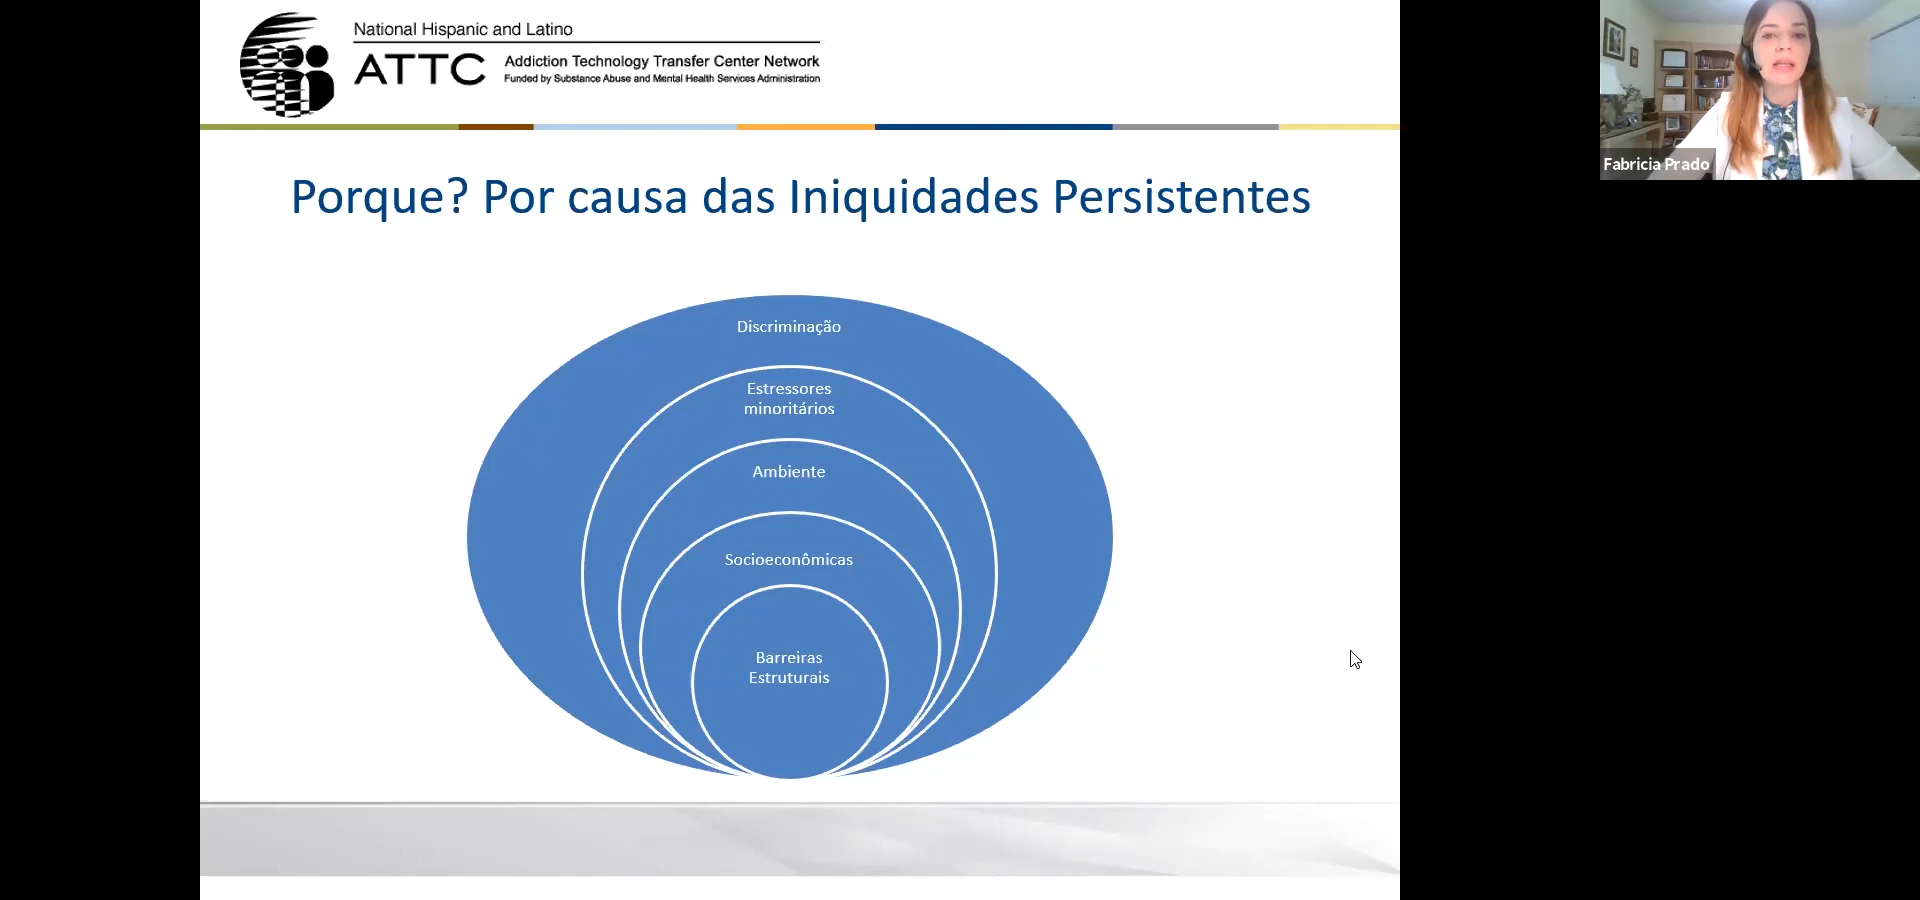 National Hispanic and Latino
ATTC
Addiction Technology Transfer Center Network
Funded by Substance Abuse and Mental Health Services Administration
Fabricia Prado
Porque? Por causa das Iniquidades Persistentes
Discriminação
Estressores
minoritários
Ambiente
Socioeconômicas
Barreiras
Estruturais